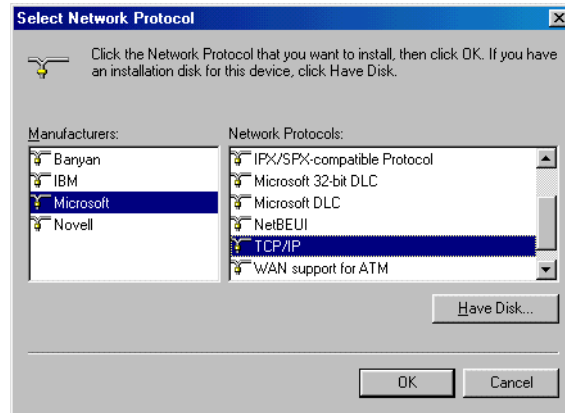 Select Network Protocol
Click the Network Protocol that you want to install, then click OK. If you have
an installation disk for this device, click Have Disk.
Manufacturers:
Banyan
IBM
Microsoft
Novell
Network Protocols:
IPX/SPX-compatible Protocol
Microsoft 32-bit DLC
Microsoft DLC
NetBEUI
TCP/IP
WAN support for ATM
Have Disk...
OK
Cancel